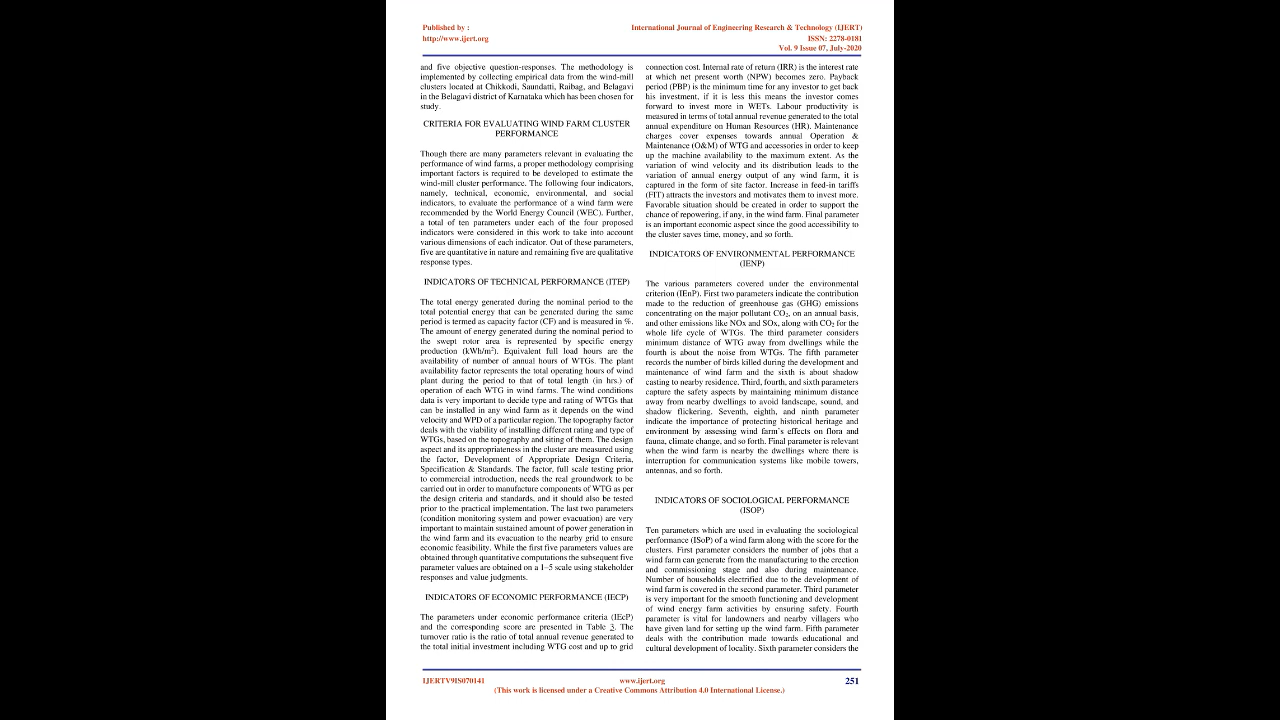 Published by :
http://www.ijert.org
International Journal of Engineering Research & Technology (IJERT)
ISSN: 2278-0181
Vol. 9 Issue 07, July-2020
and five objective question-responses. The methodology is
implemented by collecting empirical data from the wind-mill
clusters located at Chikkodi, Saundatti, Raibag, and Belagavi
in the Belagavi district of Karnataka which has been chosen for
study.
CRITERIA FOR EVALUATING WIND FARM CLUSTER
PERFORMANCE
Though there are many parameters relevant in evaluating the
performance of wind farms, a proper methodology comprising
important factors is required to be developed to estimate the
wind-mill cluster performance. The following four indicators,
namely, technical, economic, environmental, and social
indicators, to evaluate the performance of a wind farm were
recommended by the World Energy Council (WEC). Further,
a total of ten parameters under each of the four proposed
indicators were considered in this work to take into account
various dimensions of each indicator. Out of these parameters,
five are quantitative in nature and remaining five are qualitative
response types.
INDICATORS OF TECHNICAL PERFORMANCE (ITEP)
The total energy generated during the nominal period to the
total potential energy that can be generated during the same
period is termed as capacity factor (CF) and is measured in %.
The amount of energy generated during the nominal period to
the swept rotor area is represented by specific energy
production (kWh/m²). Equivalent full load hours are the
availability of number of annual hours of WTGs. The plant
availability factor represents the total operating hours of wind
plant during the period to that of total length (in hrs.) of
operation of each WTG in wind farms. The wind conditions
data is very important to decide type and rating of WTGs that
can be installed in any wind farm as it depends on the wind
velocity and WPD of a particular region. The topography factor
deals with the viability of installing different rating and type of
WTGs, based on the topography and siting of them. The design
aspect and its appropriateness in the cluster are measured using
the factor, Development of Appropriate Design Criteria,
Specification & Standards. The factor, full scale testing prior
to commercial introduction, needs the real groundwork to be
carried out in order to manufacture components of WTG as per
the design criteria and standards, and it should also be tested
prior to the practical implementation. The last two parameters
(condition monitoring system and power evacuation) are very
important to maintain sustained amount of power generation in
the wind farm and its evacuation to the nearby grid to ensure
economic feasibility. While the first five parameters values are
obtained through quantitative computations the subsequent five
parameter values are obtained on a 1–5 scale using stakeholder
responses and value judgments.
INDICATORS OF ECONOMIC PERFORMANCE (IECP)
The parameters under economic performance criteria (IEcP)
and the corresponding score are presented in Table 3. The
turnover ratio is the ratio of total annual revenue generated to
the total initial investment including WTG cost and up to grid
connection cost. Internal rate of return (IRR) is the interest rate
at which net present worth (NPW) becomes zero. Payback
period (PBP) is the minimum time for any investor to get back
his investment, if it is less this means the investor comes
forward to invest more in WETs. Labour productivity is
measured in terms of total annual revenue generated to the total
annual expenditure on Human Resources (HR). Maintenance
charges cover expenses towards annual Operation &
Maintenance (O&M) of WTG and accessories in order to keep
up the machine availability to the maximum extent. As the
variation of wind velocity and its distribution leads to the
variation of annual energy output of any wind farm, it is
captured in the form of site factor. Increase in feed-in tariffs
(FIT) attracts the investors and motivates them to invest more.
Favorable situation should be created in order to support the
chance of repowering, if any, in the wind farm. Final parameter
is an important economic aspect since the good accessibility to
the cluster saves time, money, and so forth.
INDICATORS OF ENVIRONMENTAL PERFORMANCE
(IENP)
The various parameters covered under the environmental
criterion (IEnP). First two parameters indicate the contribution
made to the reduction of greenhouse gas (GHG) emissions
concentrating on the major pollutant CO₂, on an annual basis,
and other emissions like NOx and SOx, along with CO₂ for the
whole life cycle of WTGs. The third parameter considers
minimum distance of WTG away from dwellings while the
fourth is about the noise from WTGs. The fifth parameter
records the number of birds killed during the development and
maintenance of wind farm and the sixth is about shadow
casting to nearby residence. Third, fourth, and sixth parameters
capture the safety aspects by maintaining minimum distance
away from nearby dwellings to avoid landscape, sound, and
shadow flickering. Seventh, eighth, and ninth parameter
indicate the importance of protecting historical heritage and
environment by assessing wind farm's effects on flora and
fauna, climate change, and so forth. Final parameter is relevant
when the wind farm is nearby the dwellings where there is
interruption for communication systems like mobile towers,
antennas, and so forth.
INDICATORS OF SOCIOLOGICAL PERFORMANCE
(ISOP)
Ten parameters which are used in evaluating the sociological
performance (ISoP) of a wind farm along with the score for the
clusters. First parameter considers the number of jobs that a
wind farm can generate from the manufacturing to the erection
and commissioning stage and also during maintenance.
Number of households electrified due to the development of
wind farm is covered in the second parameter. Third parameter
is very important for the smooth functioning and development
of wind energy farm activities by ensuring safety. Fourth
parameter is vital for landowners and nearby villagers who
have given land for setting up the wind farm. Fifth parameter
deals with the contribution made towards educational and
cultural development of locality. Sixth parameter considers the
IJERTV9IS070141
www.ijert.org
251
(This work is licensed under a Creative Commons Attribution 4.0 International License.)